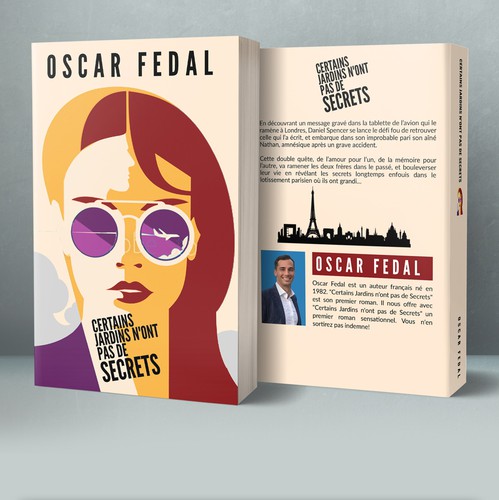 OSCAR FEDAL
CERTAINS
JARDINS N'ONT
PAS DE
SECRETS
CERTAINS
JARDINS N'ONT
PAS DE
SECRETS
En découvrant un message gravé dans la tablette de l'avion qui le
ramène à Londres, Daniel Spencer se lance le défi fou de retrouver
celle qui l'a écrit, et embarque dans son improbable pari son aîné
Nathan, amnésique après un grave accident.
Cette double quête, de l'amour pour l'un, de la mémoire pour
l'autre, va ramener les deux frères dans le passé, et bouleverser
leur vie en révélant les secrets longtemps enfouis dans le
lotissement parisien où ils ont grandi...
OSCAR FEDAL
Oscar Fedal est un auteur français né en
1982. "Certains Jardins n'ont pas de Secrets"
est son premier roman. Il nous offre avec
"Certains Jardins n'ont pas de Secrets" un
premier roman sensationnel. Vous n'en
sortirez pas indemne!
CERTAINS JARDINS N'ONT PAS DE SECRETS
OSCAR FEDAL